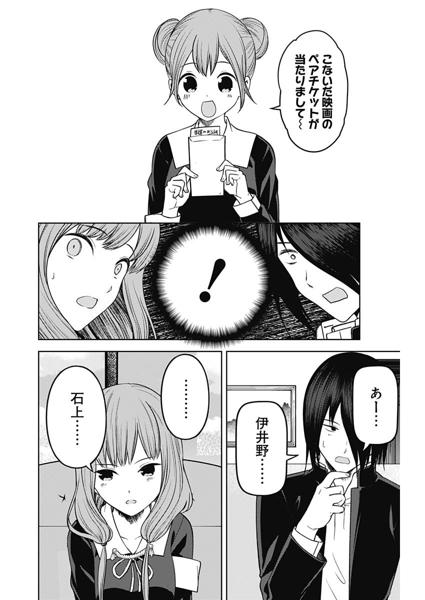 こないだ映画の
ペアチケットが
当たりまして〜
！
あー…
伊井野……
………
石上……